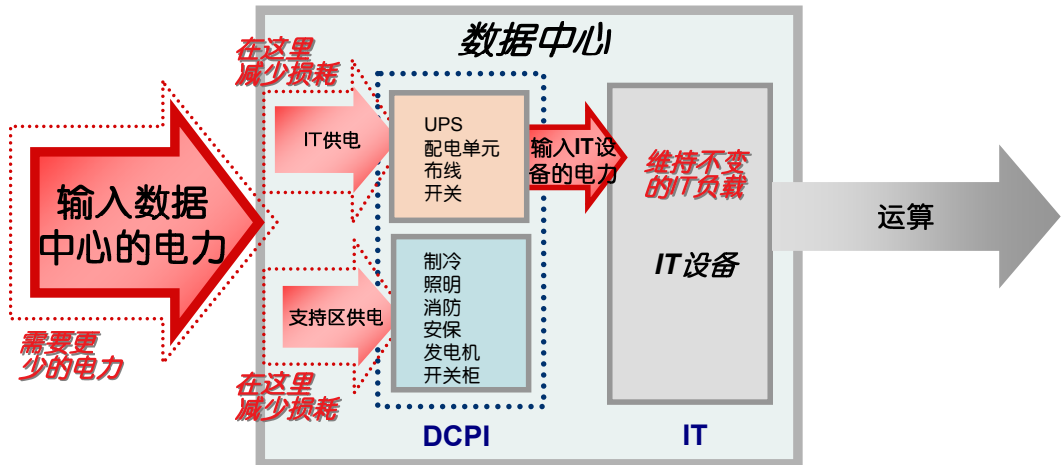 数据中心
在这里
减少损耗
IT供电
UPS
配电单元
布线
开关
输入IT设
备的电力
维持不变
的IT负载
输入数据
中心的电力
运算
IT设备
制冷
照明
消防
安保
发电机
开关柜
支持区供电
需要更
少的电力
在这里
减少损耗
DCPI
IT